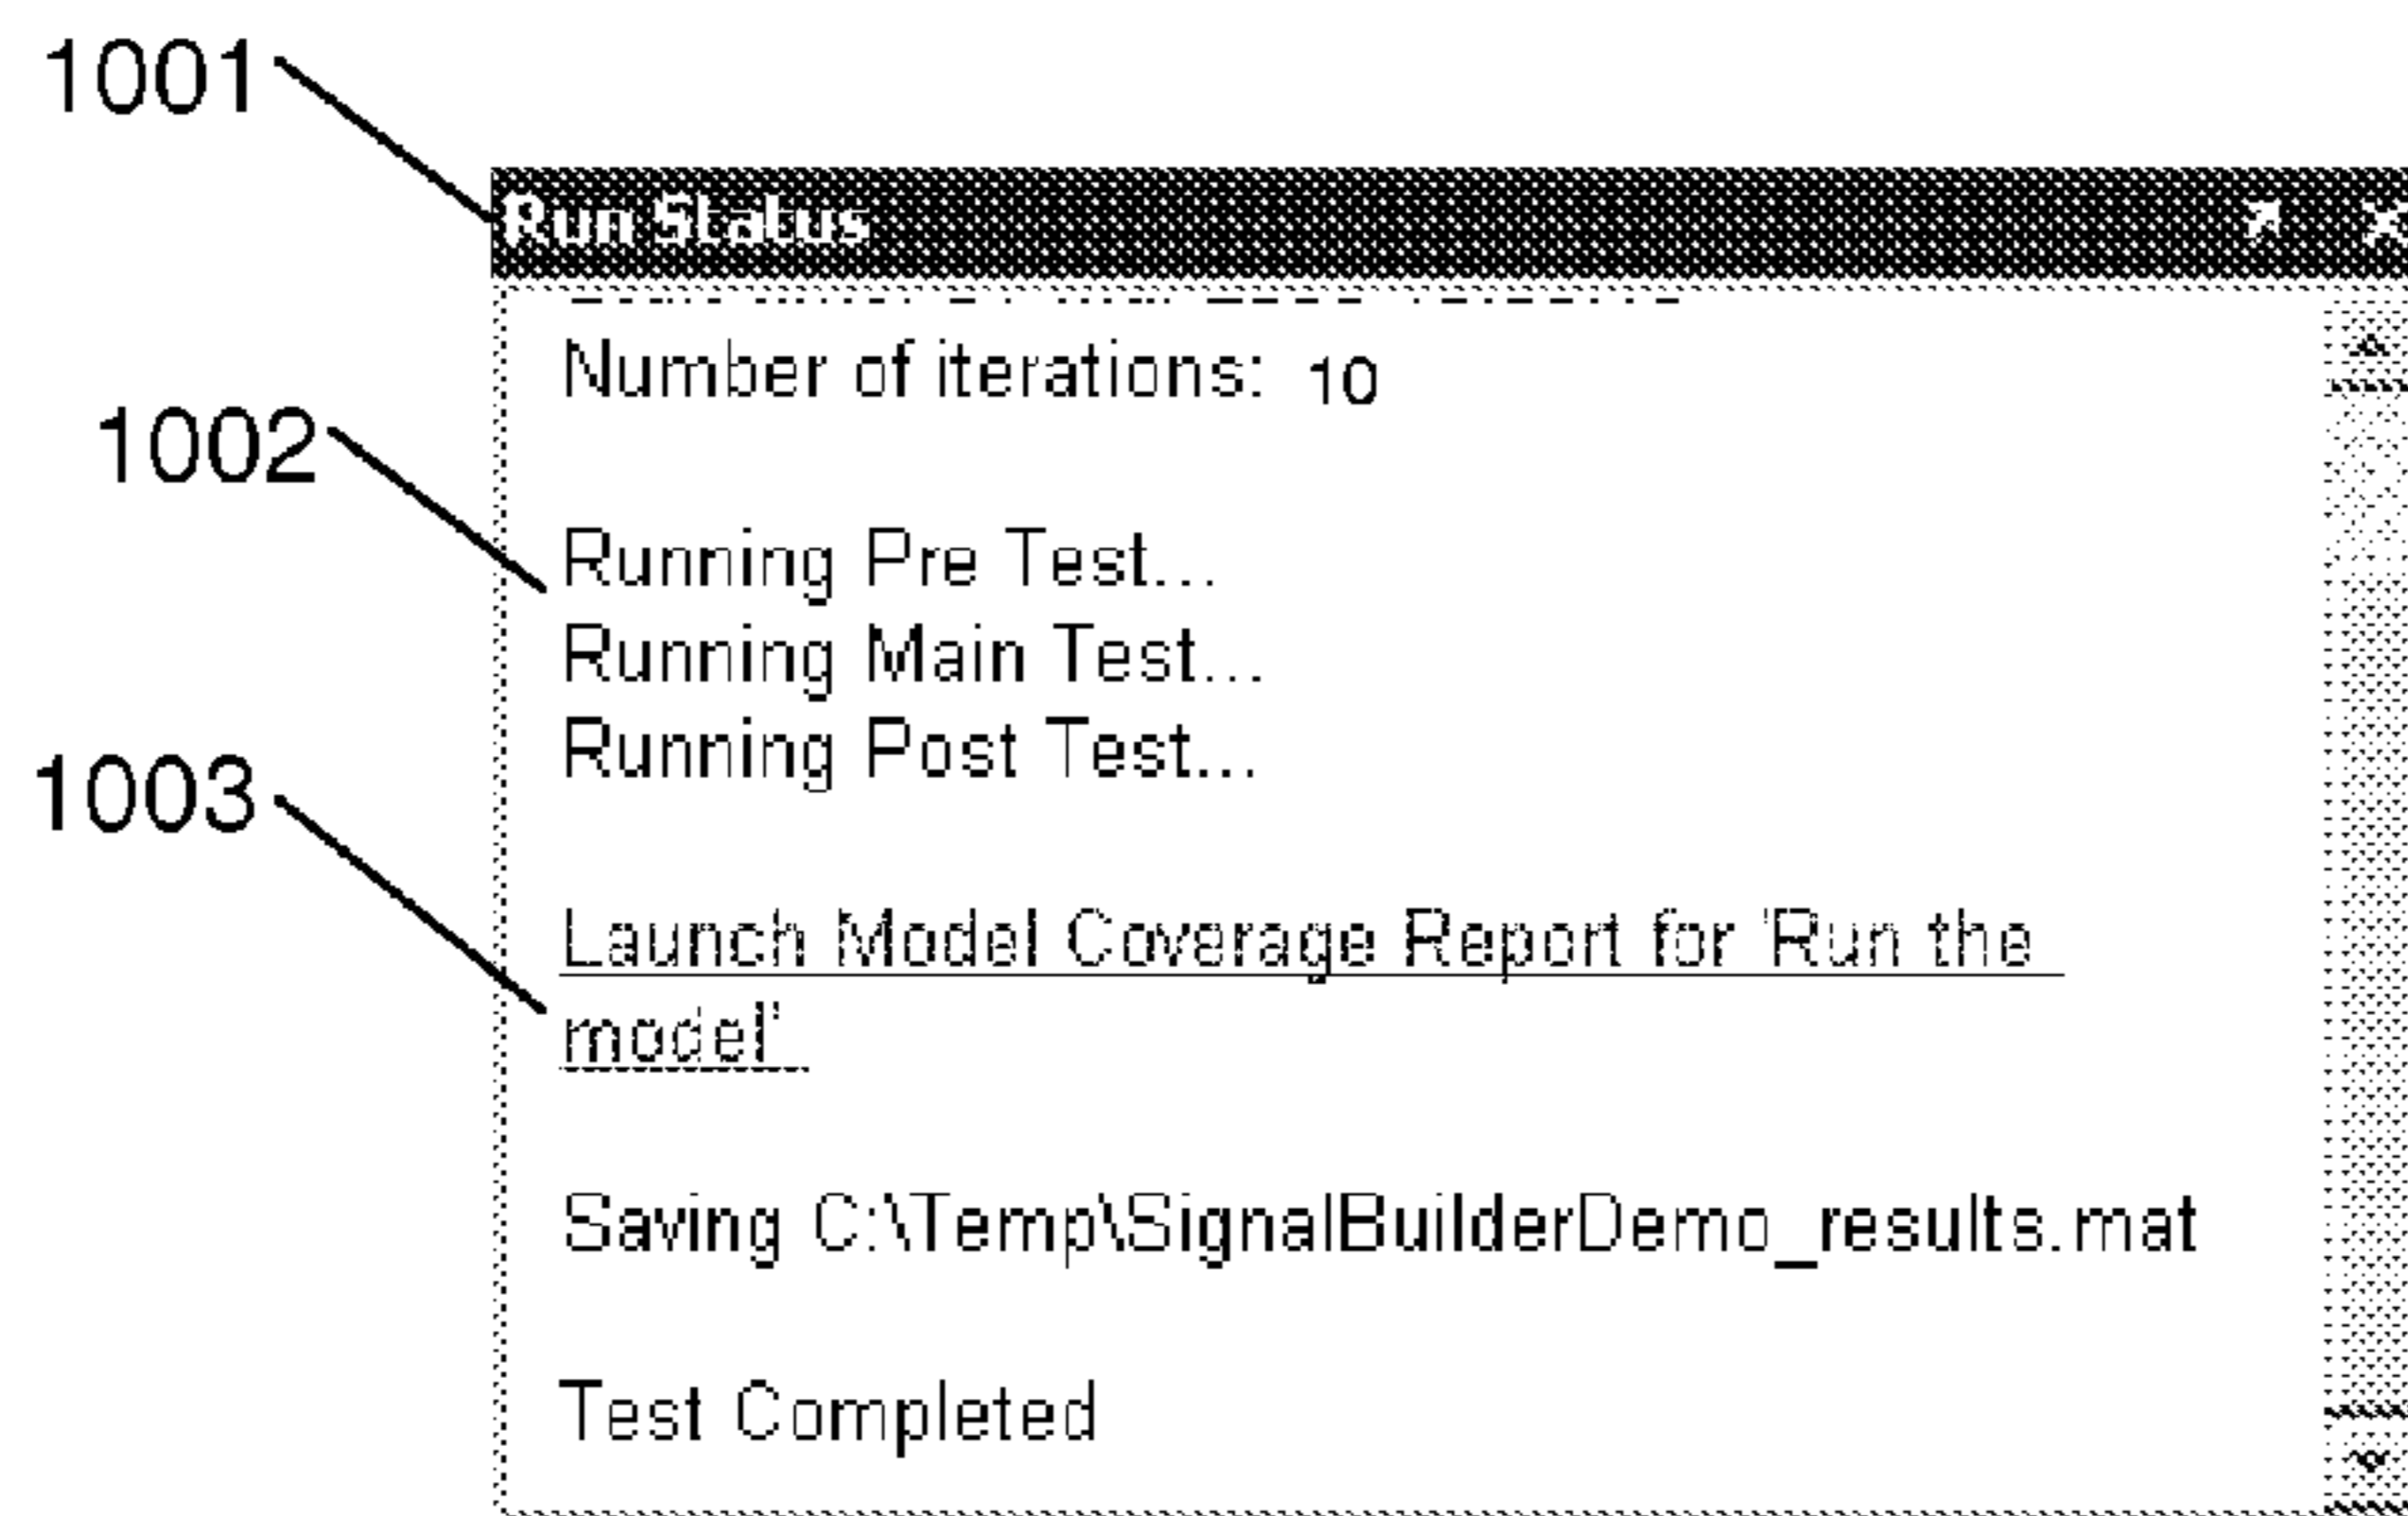 1001
Run Status
Number of iterations: 10
1002
Running Pre Test...
Running Main Test...
Running Post Test...
1003
Launch Model Coverage Report for 'Run the
model'
Saving C:\Temp\SignalBuilderDemo_results.mat
Test Completed